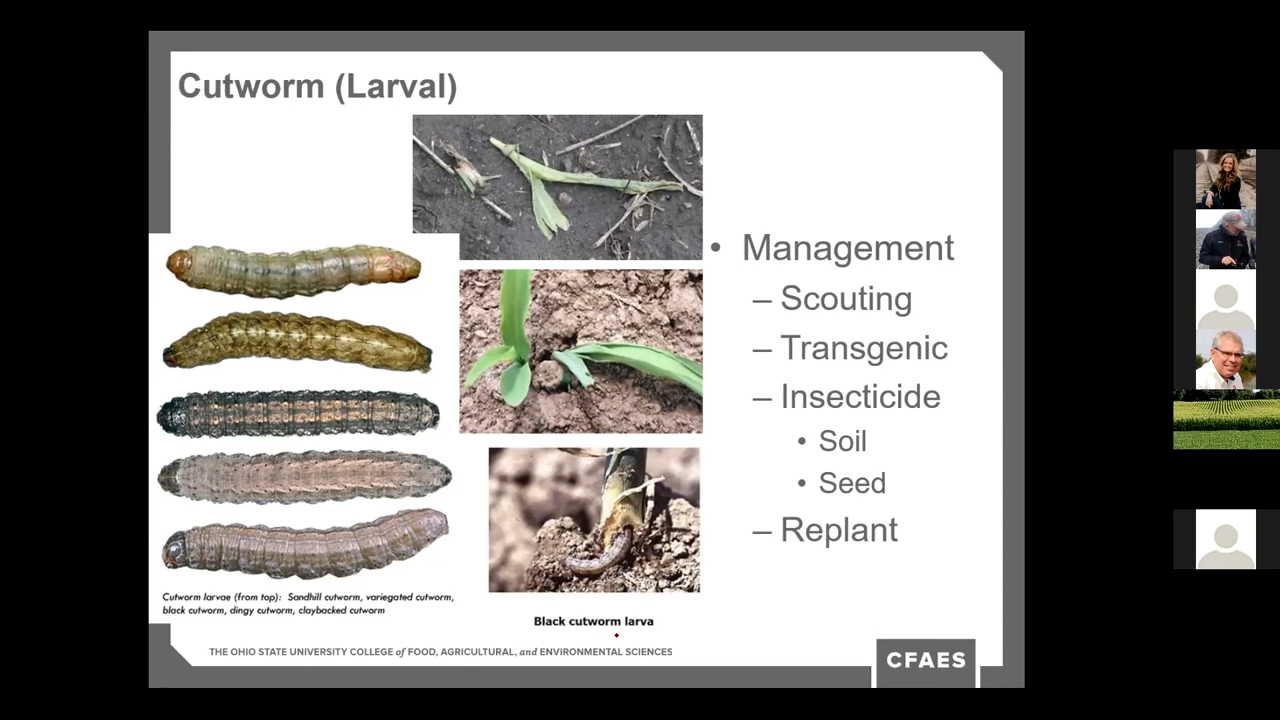 Cutworm (Larval)
• Management
– Scouting
– Transgenic
– Insecticide
• Soil
• Seed
– Replant
Cutworm larvae (from top): Sandhill cutworm, variegated cutworm,
black cutworm, dingy cutworm, claybacked cutworm
Black cutworm larva
THE OHIO STATE UNIVERSITY COLLEGE of FOOD, AGRICULTURAL, and ENVIRONMENTAL SCIENCES
CFAES